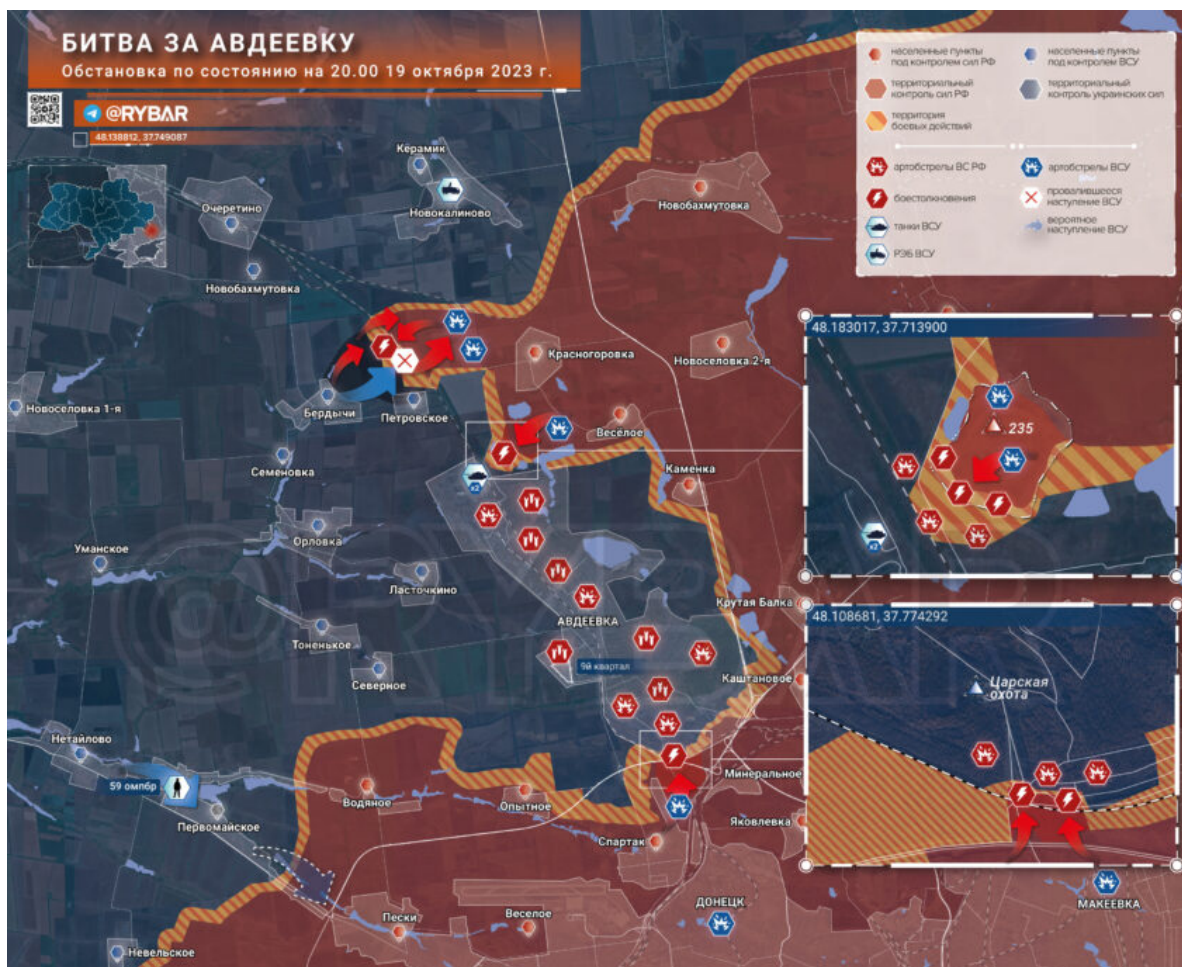 БИТВА ЗА АВДЕЕВКУ
Обстановка по состоянию на 20.00 19 октября 2023 г.
@RYBAR
48.138812, 37.749087
населенные пункты
под контролем сил РФ
населенные пункты
под контролем ВСУ
территориальный
контроль сил РФ
территориальный
контроль украинских сил
территория
боевых действий
артобстрелы ВС РФ
артобстрелы ВСУ
боестолкновения
провалившееся
наступление ВСУ
танки ВСУ
вероятное
наступление ВСУ
РЭБ ВСУ
Керамик
Новокалиново
Очеретино
Новобахмутовка
Новобахмутовка
Красногоровка
Новоселовка 2-я
Новоселовка 1-я
Бердычи
Петровское
Веселое
Семеновка
Каменка
x2
Орловка
Уманское
Ласточкино
АВДЕЕВКА
Крутая Балка
Тоненькое
9й квартал
Северное
Каштановое
Нетайлово
59 омпбр
Первомайское
Водяное
Опытное
Минеральное
Спартак
Яковлевка
Пески
Веселое
ДОНЕЦК
МАКЕЕВКА
Невельское
48.183017, 37.713900
235
x2
48.108681, 37.774292
Царская
охота
@RYBAR